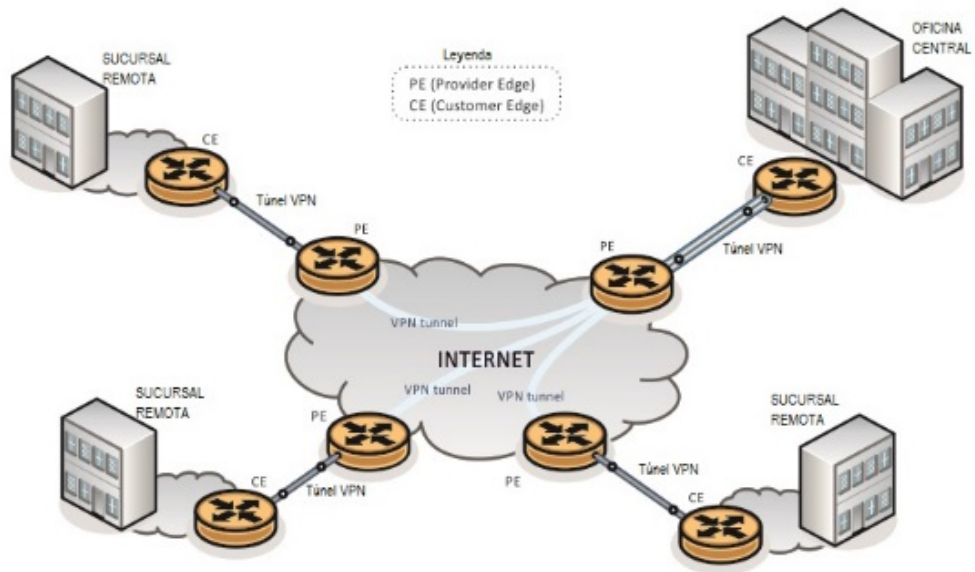 SUCURSAL
REMOTA
Leyenda
PE (Provider Edge)
CE (Customer Edge)
OFICINA
CENTRAL
CE
Túnel VPN
PE
CE
Túnel VPN
PE
VPN tunnel
INTERNET
VPN tunnel
VPN tunnel
SUCURSAL
REMOTA
PE
CE
Túnel VPN
PE
Túnel VPN
CE
SUCURSAL
REMOTA